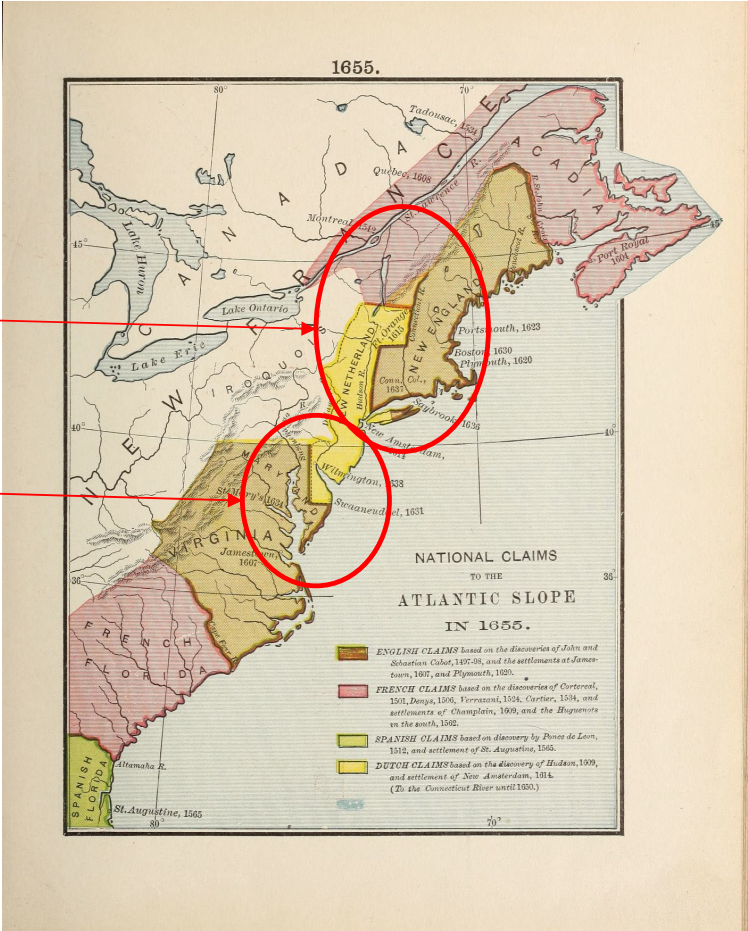 1655.
80°
70°
Tadousac, 1534
Quebec, 1608
St. Lawrence R.
ACADIA
CANADA
NEW FRANCE
Montreal 1542
45°
45°
Port Royal
1604
Lake Huron
Lake Ontario
Lake Erie
IROQUOIS
Ft. Orange
1615
Connecticut R.
NEW ENGLAND
NEW NETHERLAND
Hudson R.
Portsmouth, 1623
Boston, 1630
Plymouth, 1620
Conn. Col.,
1637
Saybrook, 1636
New Amsterdam,
1614
40°
40
MARYLAND
Wilmington, 1638
St. Mary's 1634
Swaanendael, 1631
VIRGINIA
Jamestown,
1607
36
36
Cape Fear R.
FRENCH
FLORIDA
Altamaha R.
SPANISH
FLORIDA
St. Augustine, 1565
80°
70°
NATIONAL CLAIMS
TO THE
ATLANTIC SLOPE
IN 1655.
ENGLISH CLAIMS based on the discoveries of John and
Sebastian Cabot, 1497-98, and the settlements at James-
town, 1607, and Plymouth, 1620.
FRENCH CLAIMS based on the discoveries of Cortereal,
1501, Denys, 1506, Verrazani, 1524, Cartier, 1534, and
settlements of Champlain, 1609, and the Huguenots
in the south, 1562.
SPANISH CLAIMS based on discovery by Ponce de Leon,
1512, and settlement of St. Augustine, 1565.
DUTCH CLAIMS based on the discovery of Hudson, 1609,
and settlement of New Amsterdam, 1614.
(To the Connecticut River until 1650.)